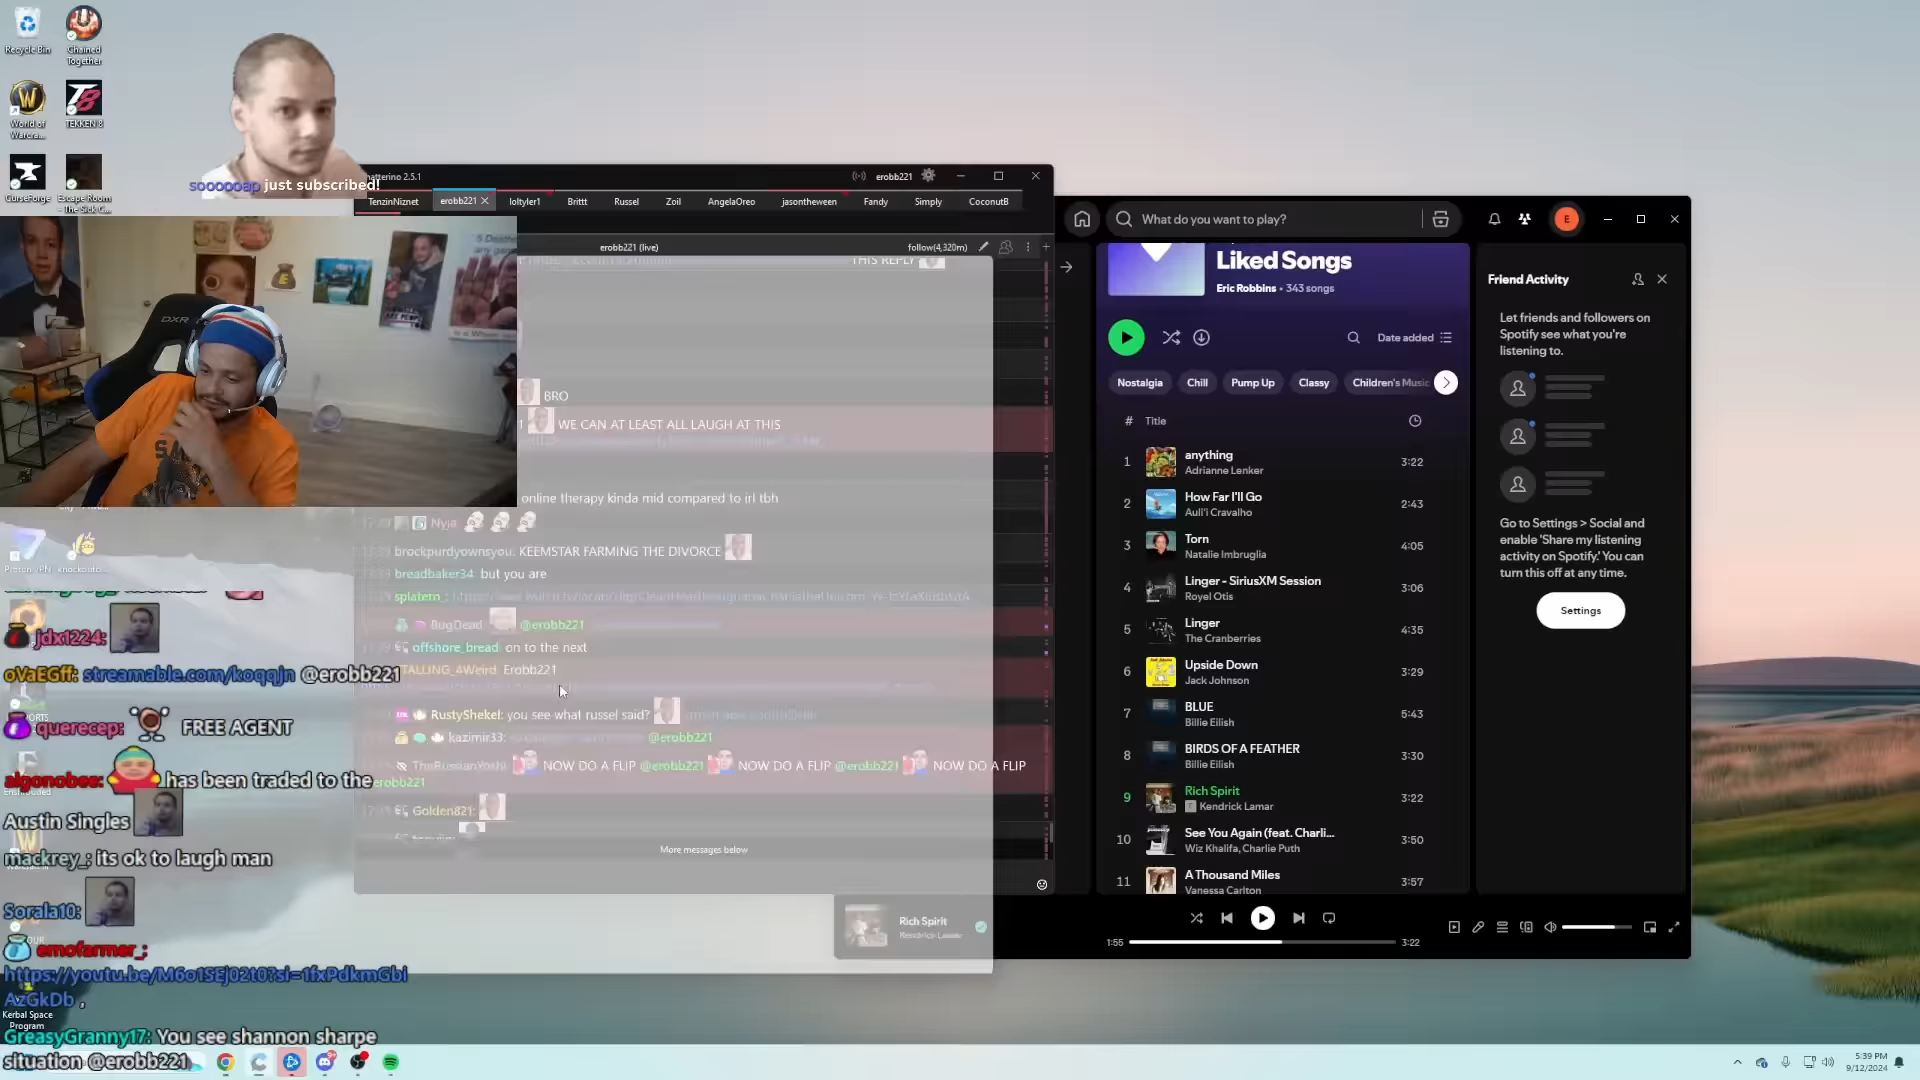 Recycle Bin
Chained Together
World of Warcra...
TEKKEN 8
CurseForge
Escape Room - The Sick C...
soooooap just subscribed!
Chatterino 2.5.1
erobb221
TenzinNiznet
erobb221
loltyler1
Brittt
Russel
Zoil
AngelaOreo
jasontheween
Fandy
Simply
CoconutB
erobb221 (live)
follow(4,320m)
THIS REPLY
BRO
WE CAN AT LEAST ALL LAUGH AT THIS
online therapy kinda mid compared to irl tbh
Nyja
brockpurdyownsyou: KEEMSTAR FARMING THE DIVORCE
breadbaker34: but you are
splatern_:
BugDead: @erobb221
offshore_bread: on to the next
TALLING_4Weird: Erobb221
RustyShekel: you see what russel said?
kazimir33: @erobb221
NOW DO A FLIP @erobb221 NOW DO A FLIP @erobb221 NOW DO A FLIP
erobb221
Golden821:
More messages below
Rich Spirit
Kendrick Lamar
DXR
jdx1224:
oVaEGff: streamable.com/koqqjn @erobb221
querecep: FREE AGENT
algonobee: has been traded to the
Austin Singles
mackrey_: its ok to laugh man
Sorala10:
emofarmer_:
https://youtu.be/M6o1SEj02t0?si=1fxPdkmGbi
AzGkDb ,
Kerbal Space Program
GreasyGranny17: You see shannon sharpe
situation @erobb221
What do you want to play?
E
Liked Songs
Eric Robbins • 343 songs
Date added
Nostalgia
Chill
Pump Up
Classy
Children's Music
# Title
1 anything 3:22
Adrianne Lenker
2 How Far I'll Go 2:43
Auli'i Cravalho
3 Torn 4:05
Natalie Imbruglia
4 Linger - SiriusXM Session 3:06
Royel Otis
5 Linger 4:35
The Cranberries
6 Upside Down 3:29
Jack Johnson
7 BLUE 5:43
Billie Eilish
8 BIRDS OF A FEATHER 3:30
Billie Eilish
9 Rich Spirit 3:22
E Kendrick Lamar
10 See You Again (feat. Charli... 3:50
Wiz Khalifa, Charlie Puth
11 A Thousand Miles 3:57
Vanessa Carlton
1:55
3:22
Friend Activity
Let friends and followers on
Spotify see what you're
listening to.
Go to Settings > Social and
enable 'Share my listening
activity on Spotify.' You can
turn this off at any time.
Settings
5:39 PM
9/12/2024